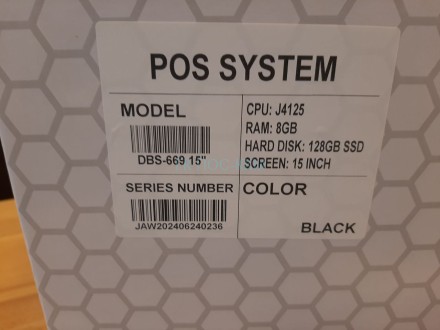 POS SYSTEM
MODEL
DBS-669 15"
CPU: J4125
RAM: 8GB
HARD DISK: 128GB SSD
SCREEN: 15 INCH
SERIES NUMBER
JAW202406240236
COLOR
BLACK